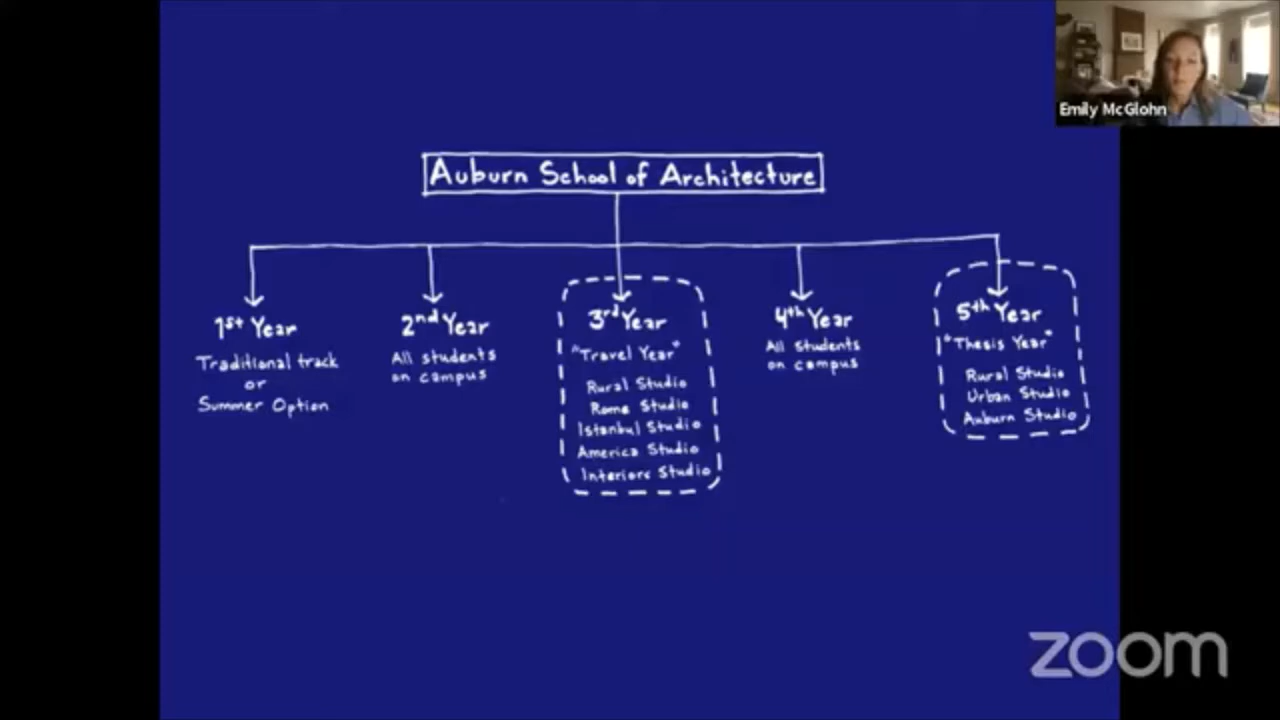 Emily McGlohn
Auburn School of Architecture
1st Year
Traditional track
or
Summer Option
2nd Year
All students
on campus
3rd Year
"Travel Year"
Rural Studio
Rome Studio
Istanbul Studio
America Studio
Interiors Studio
4th Year
All students
on campus
5th Year
"Thesis Year"
Rural Studio
Urban Studio
Auburn Studio
zoom